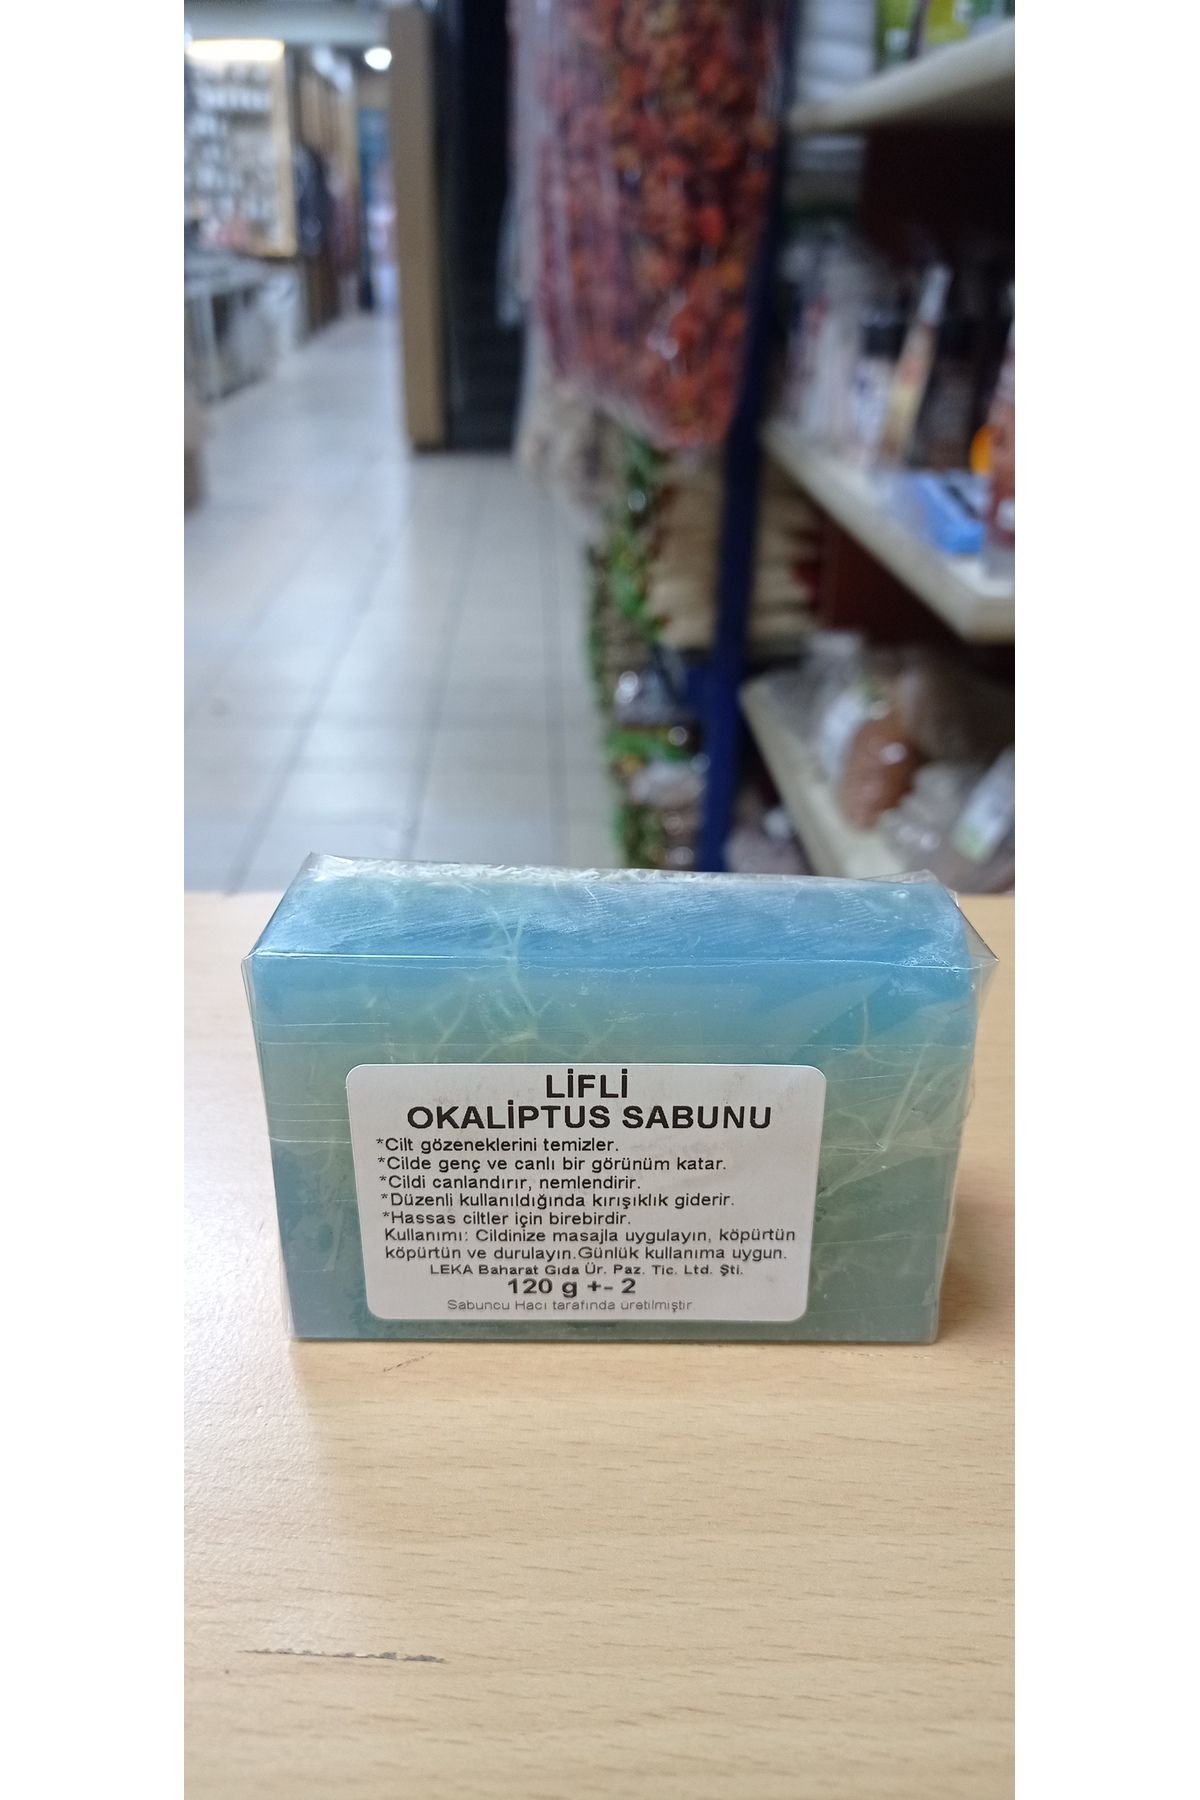 LİFLİ
OKALİPTUS SABUNU
*Cilt gözeneklerini temizler.
*Cilde genç ve canlı bir görünüm katar.
*Cildi canlandırır, nemlendirir.
*Düzenli kullanıldığında kırışıklık giderir.
*Hassas ciltler için birebirdir.
Kullanımı: Cildinize masajla uygulayın, köpürtün
köpürtün ve durulayın.Günlük kullanıma uygun.
LEKA Baharat Gıda Ür. Paz. Tic. Ltd. Şti.
120 g +- 2
Sabuncu Hacı tarafında üretilmiştir